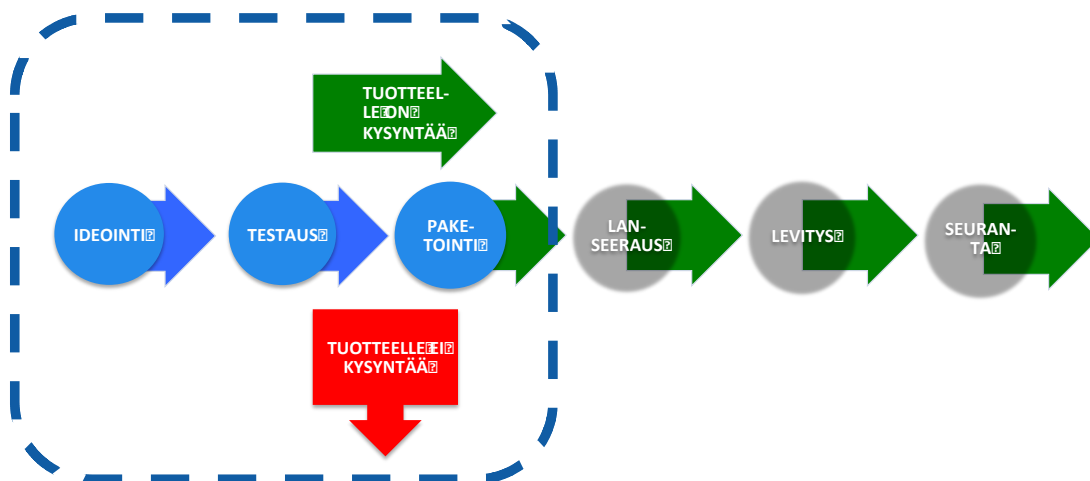 TUOTTEEL-
LE ON
KYSYNTÄÄ
IDEOINTI
TESTAUS
PAKE-
TOINTI
LAN-
SEERAUS
LEVITYS
SEURAN-
TA
TUOTTEELLE EI
KYSYNTÄÄ